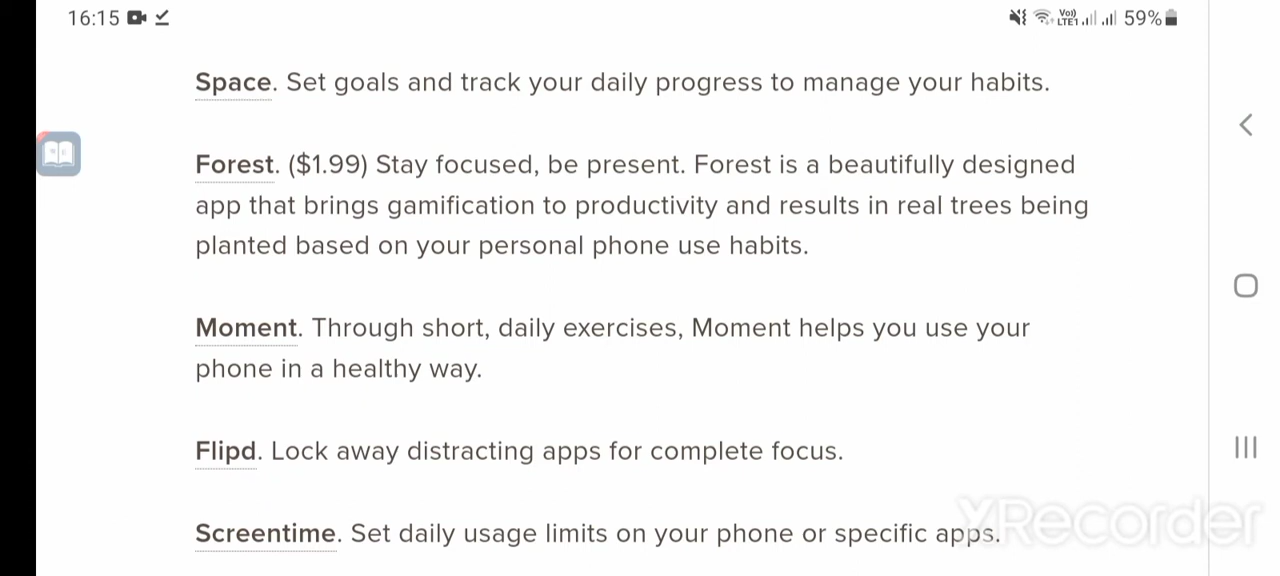 16:15 Vo)) LTE1 59%
Space. Set goals and track your daily progress to manage your habits.
Forest. ($1.99) Stay focused, be present. Forest is a beautifully designed
app that brings gamification to productivity and results in real trees being
planted based on your personal phone use habits.
Moment. Through short, daily exercises, Moment helps you use your
phone in a healthy way.
Flipd. Lock away distracting apps for complete focus.
Screentime. Set daily usage limits on your phone or specific apps.
XRecorder